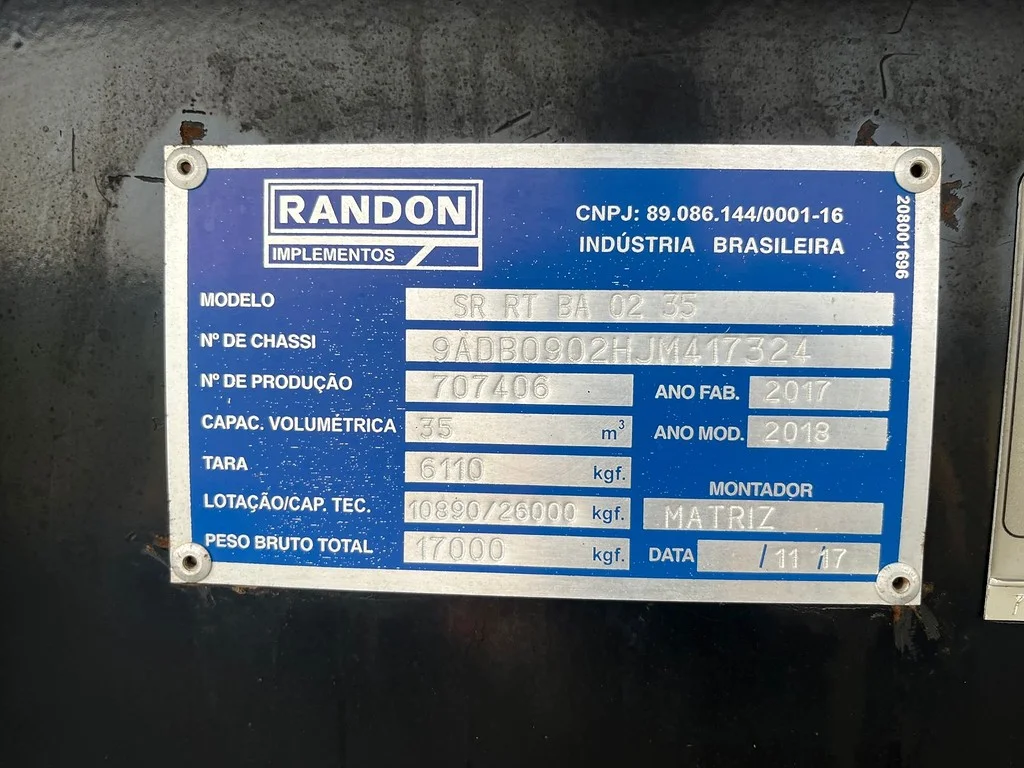 RANDON
IMPLEMENTOS
CNPJ: 89.086.144/0001-16
INDÚSTRIA BRASILEIRA
208001696
MODELO SR RT BA 02 35
Nº DE CHASSI 9ADB0902HJM417324
Nº DE PRODUÇÃO 707406 ANO FAB. 2017
CAPAC. VOLUMÉTRICA 35 m³ ANO MOD. 2018
TARA 6110 kgf.
MONTADOR
LOTAÇÃO/CAP. TEC. 10890/26000 kgf. MATRIZ
PESO BRUTO TOTAL 17000 kgf. DATA /11/17